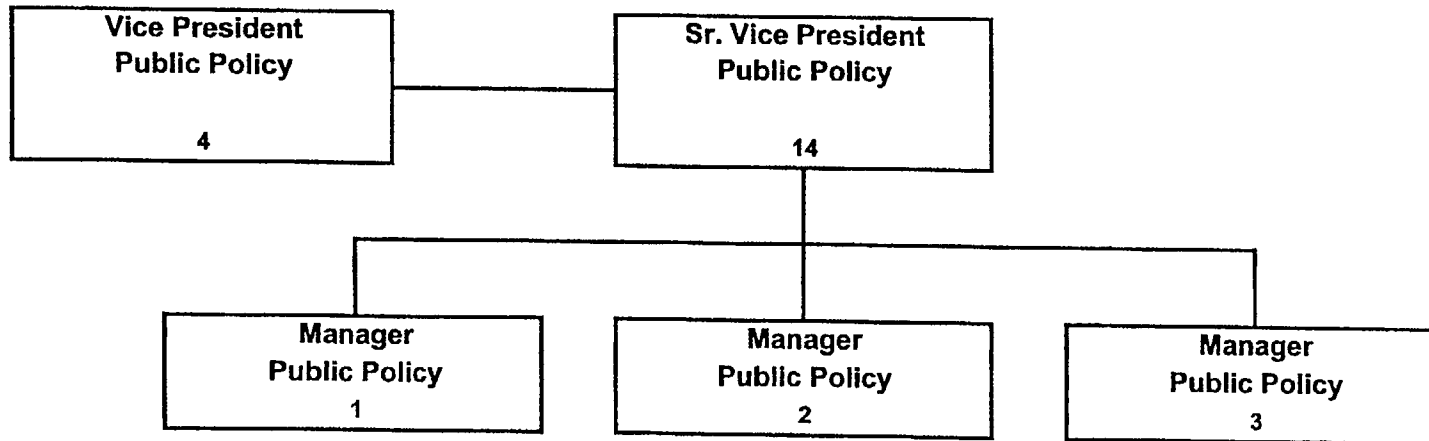 Vice President
Public Policy
4
Sr. Vice President
Public Policy
14
Manager
Public Policy
1
Manager
Public Policy
2
Manager
Public Policy
3